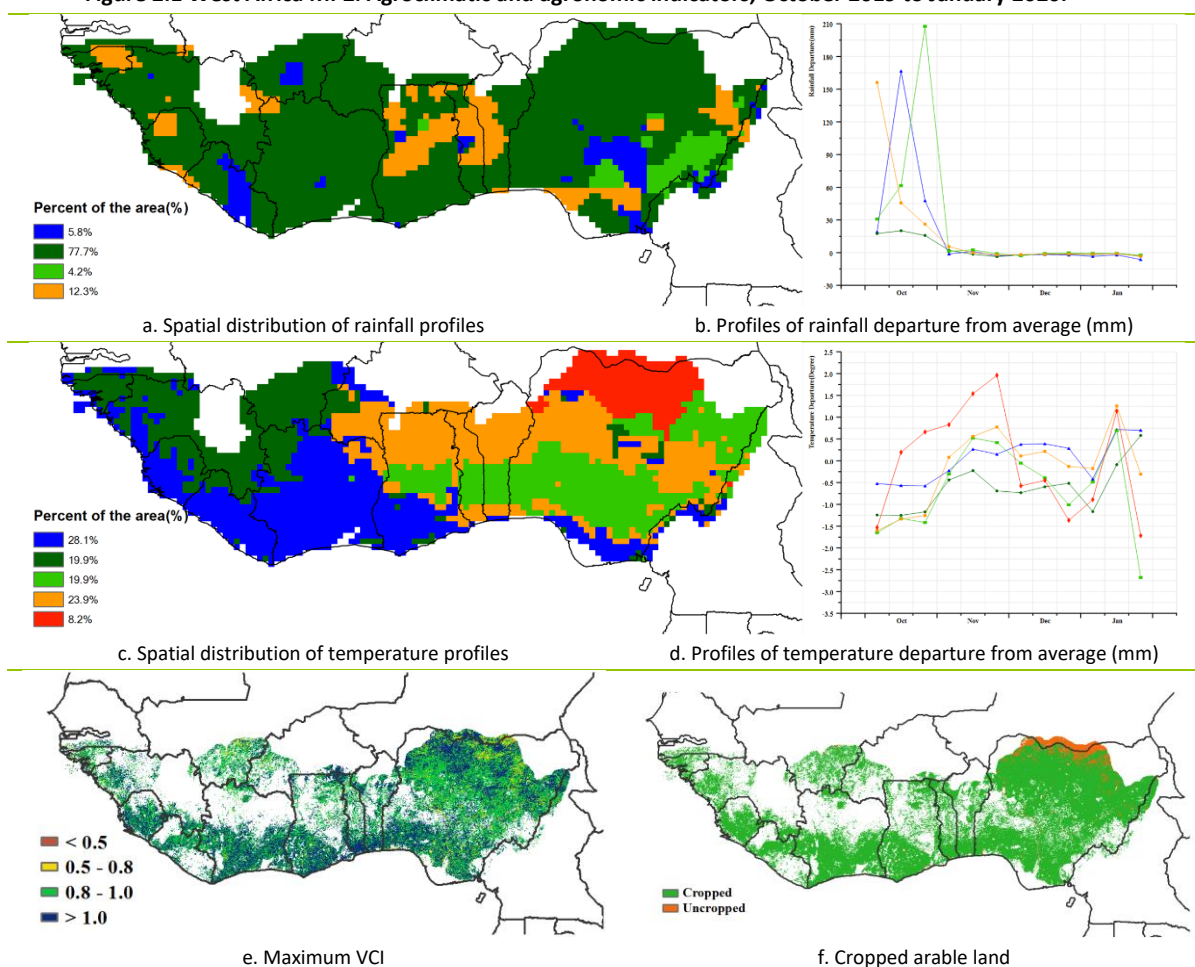 a. Spatial distribution of rainfall profiles
Percent of the area(%)
5.8%
77.7%
4.2%
12.3%
b. Profiles of rainfall departure from average (mm)
Rainfall Departure(mm)
210
180
150
120
90
60
30
0
-30
Oct
Nov
Dec
Jan
c. Spatial distribution of temperature profiles
Percent of the area(%)
28.1%
19.9%
19.9%
23.9%
8.2%
d. Profiles of temperature departure from average (mm)
Temperature Departure(Degree)
2.5
2.0
1.5
1.0
0.5
0.0
-0.5
-1.0
-1.5
-2.0
-2.5
-3.0
-3.5
Oct
Nov
Dec
Jan
< 0.5
0.5 - 0.8
0.8 - 1.0
> 1.0
e. Maximum VCI
Cropped
Uncropped
f. Cropped arable land